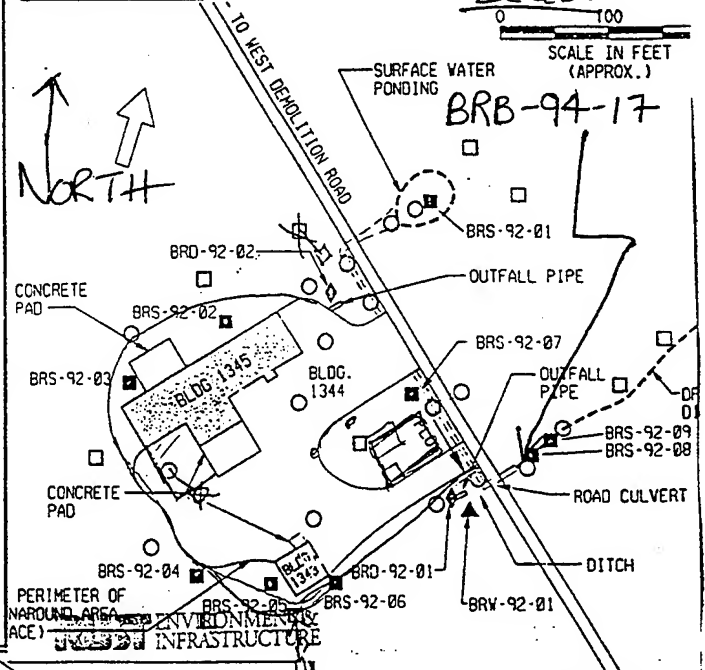 0 100
SCALE IN FEET
(APPROX.)
BRB-94-17
NORTH
- TO WEST DEMOLITION ROAD
SURFACE WATER
PONDING
BRS-92-01
BRD-92-02
OUTFALL PIPE
CONCRETE
PAD
BRS-92-02
BRS-92-03
BLDG 1345
BLDG.
1344
BRS-92-07
OUTFALL
PIPE
BRS-92-09
BRS-92-08
ROAD CULVERT
CONCRETE
PAD
BRS-92-04
BLDG.
1343
BRD-92-01
DITCH
PERIMETER OF
NAROUND AREA
ACE)
BRS-92-05
BRS-92-06
BRW-92-01
ENVIRONMENT &
INFRASTRUCTURE